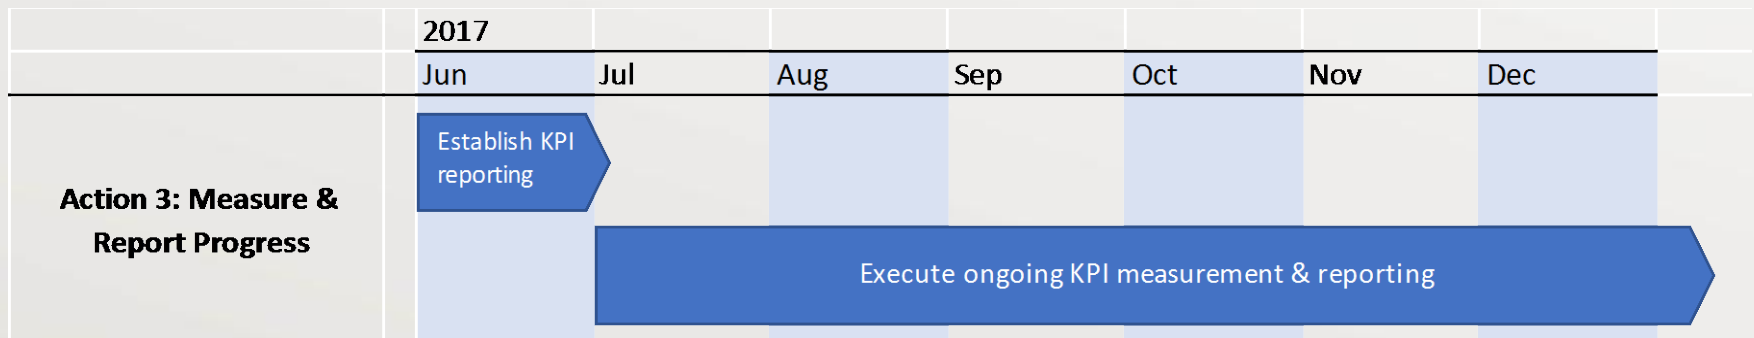 2017
Jun Jul Aug Sep Oct Nov Dec
Establish KPI
reporting
Action 3: Measure &
Report Progress
Execute ongoing KPI measurement & reporting